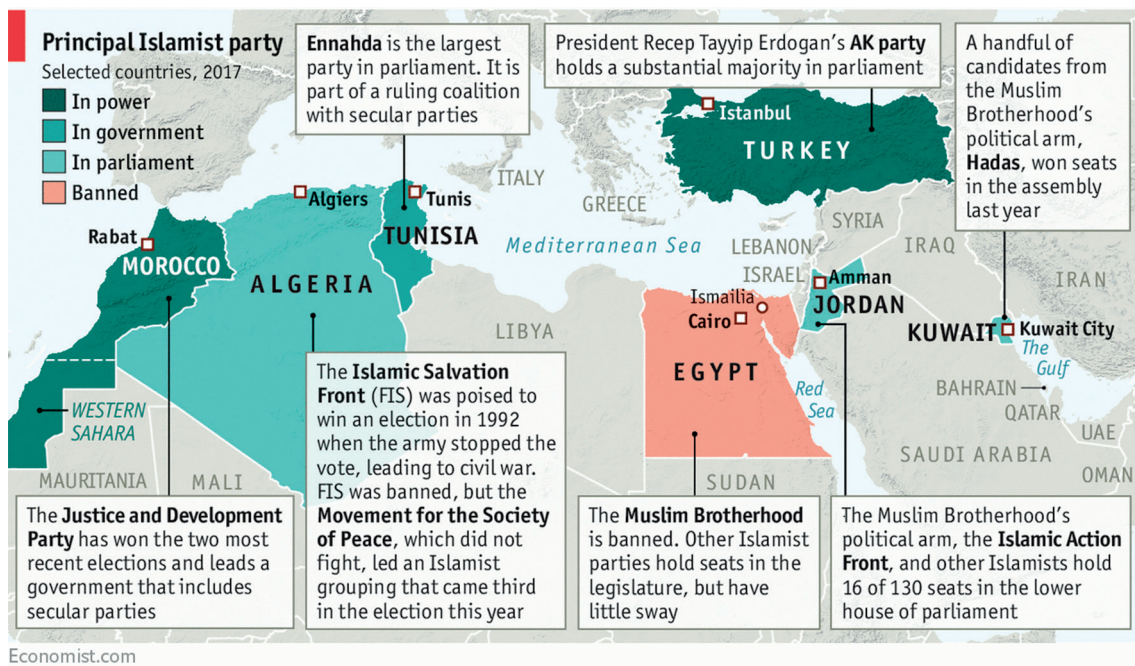 Principal Islamist party
Selected countries, 2017
In power
In government
In parliament
Banned
Ennahda is the largest
party in parliament. It is
part of a ruling coalition
with secular parties
President Recep Tayyip Erdogan's AK party
holds a substantial majority in parliament
A handful of
candidates from
the Muslim
Brotherhood's
political arm,
Hadas, won seats
in the assembly
last year
Istanbul
TURKEY
ITALY
GREECE
Algiers
Tunis
TUNISIA
Rabat
MOROCCO
ALGERIA
Mediterranean Sea
SYRIA
LEBANON
IRAQ
ISRAEL
IRAN
Amman
JORDAN
Ismailia
Cairo
LIBYA
EGYPT
KUWAIT
Kuwait City
The
Gulf
BAHRAIN
QATAR
UAE
OMAN
Red
Sea
SAUDI ARABIA
WESTERN
SAHARA
MAURITANIA
MALI
SUDAN
The Islamic Salvation
Front (FIS) was poised to
win an election in 1992
when the army stopped the
vote, leading to civil war.
FIS was banned, but the
Movement for the Society
of Peace, which did not
fight, led an Islamist
grouping that came third
in the election this year
The Justice and Development
Party has won the two most
recent elections and leads a
government that includes
secular parties
The Muslim Brotherhood
is banned. Other Islamist
parties hold seats in the
legislature, but have
little sway
The Muslim Brotherhood's
political arm, the Islamic Action
Front, and other Islamists hold
16 of 130 seats in the lower
house of parliament
Economist.com